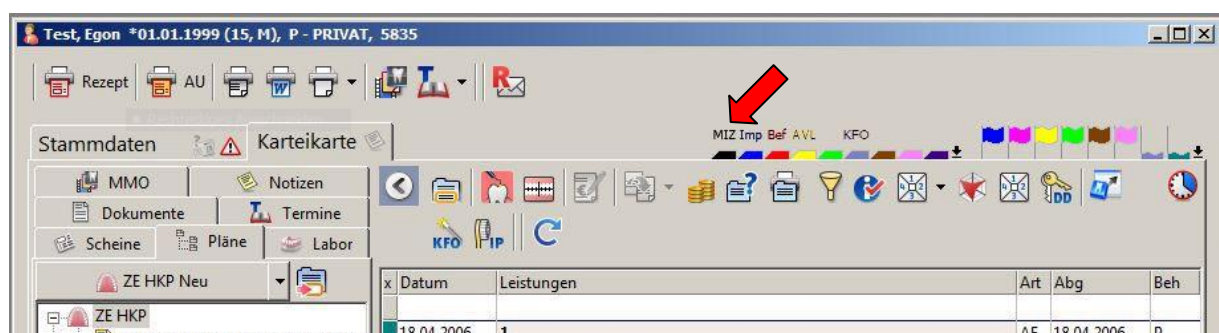 Test, Egon *01.01.1999 (15, M), P - PRIVAT, 5835
Rezept AU W R
Stammdaten Karteikarte
MIZ Imp Bef AVL KFO
MMO Notizen
Dokumente Termine
Scheine Pläne Labor
DD
KFO IP
ZE HKP Neu
x Datum Leistungen Art Abg Beh
ZE HKP
18.04.2006 1 AF 18.04.2006 P